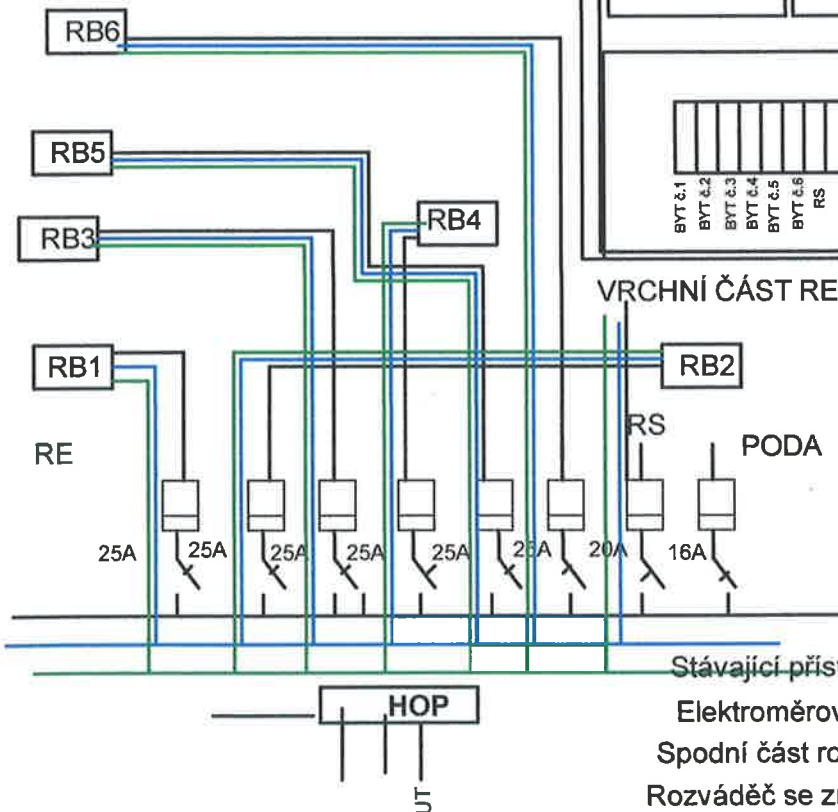 RB6
RB5
RB4
RB3
BYT č.1
BYT č.2
BYT č.3
BYT č.4
BYT č.5
BYT č.6
RS
VRCHNÍ ČÁST RE
RB1
RB2
RS
RE
PODA
25A
25A
25A
25A
25A
25A
20A
16A
Stávající přís
Elektroměrov
HOP
Spodní část ro
Rozváděč se z
UT